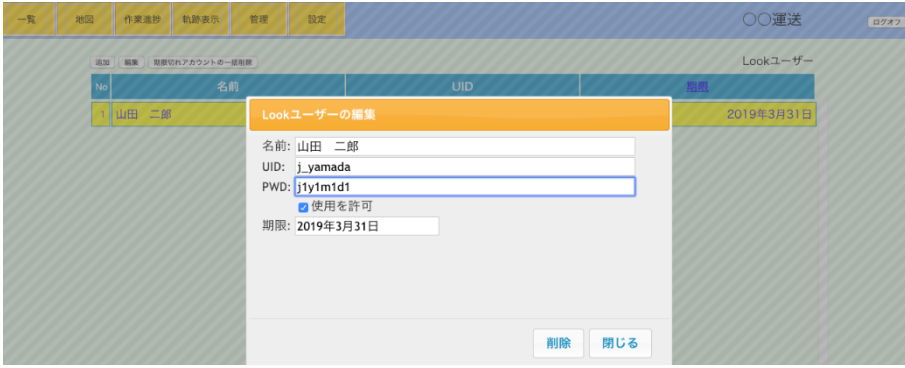 一覧 地図 作業進捗 軌跡表示 管理 設定 〇〇運送 ログオフ
追加 編集 期限切れアカウントの一括削除 Lookユーザー
No 名前 UID 期限
1 山田　二郎 2019年3月31日
Lookユーザーの編集
名前: 山田　二郎
UID: j_yamada
PWD: j1y1m1d1
使用を許可
期限: 2019年3月31日
削除 閉じる